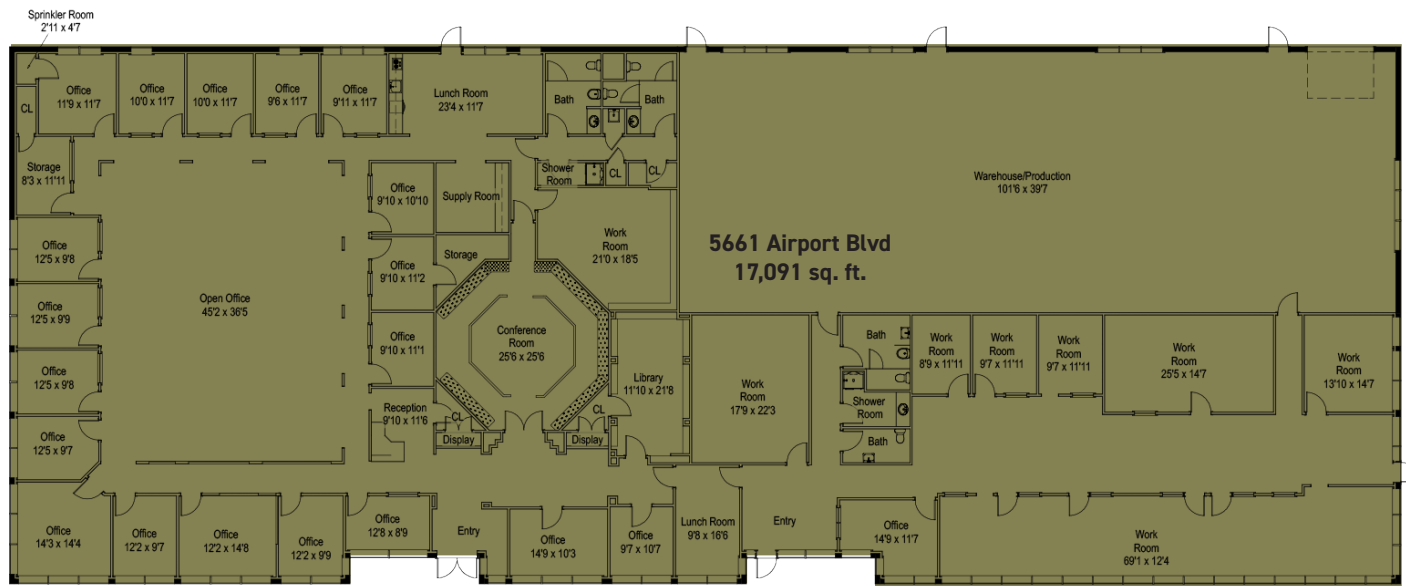 Sprinkler Room
2'11 x 4'7
CL
Office
11'9 x 11'7
Office
10'0 x 11'7
Office
10'0 x 11'7
Office
9'6 x 11'7
Office
9'11 x 11'7
Lunch Room
23'4 x 11'7
Bath
Bath
Storage
8'3 x 11'11
Office
9'10 x 10'10
Supply Room
Shower
Room
CL
CL
Warehouse/Production
101'6 x 39'7
Office
12'5 x 9'8
Office
9'10 x 11'2
Storage
Work
Room
21'0 x 18'5
5661 Airport Blvd
17,091 sq. ft.
Office
12'5 x 9'9
Open Office
45'2 x 36'5
Office
9'10 x 11'1
Conference
Room
25'6 x 25'6
Library
11'10 x 21'8
Work
Room
17'9 x 22'3
Bath
Work
Room
8'9 x 11'11
Work
Room
9'7 x 11'11
Work
Room
9'7 x 11'11
Work
Room
25'5 x 14'7
Work
Room
13'10 x 14'7
Office
12'5 x 9'8
Reception
9'10 x 11'6
CL
Display
CL
Display
Shower
Room
Bath
Office
12'5 x 9'7
Office
14'3 x 14'4
Office
12'2 x 9'7
Office
12'2 x 14'8
Office
12'2 x 9'9
Office
12'8 x 8'9
Entry
Office
14'9 x 10'3
Office
9'7 x 10'7
Lunch Room
9'8 x 16'6
Entry
Office
14'9 x 11'7
Work
Room
69'1 x 12'4